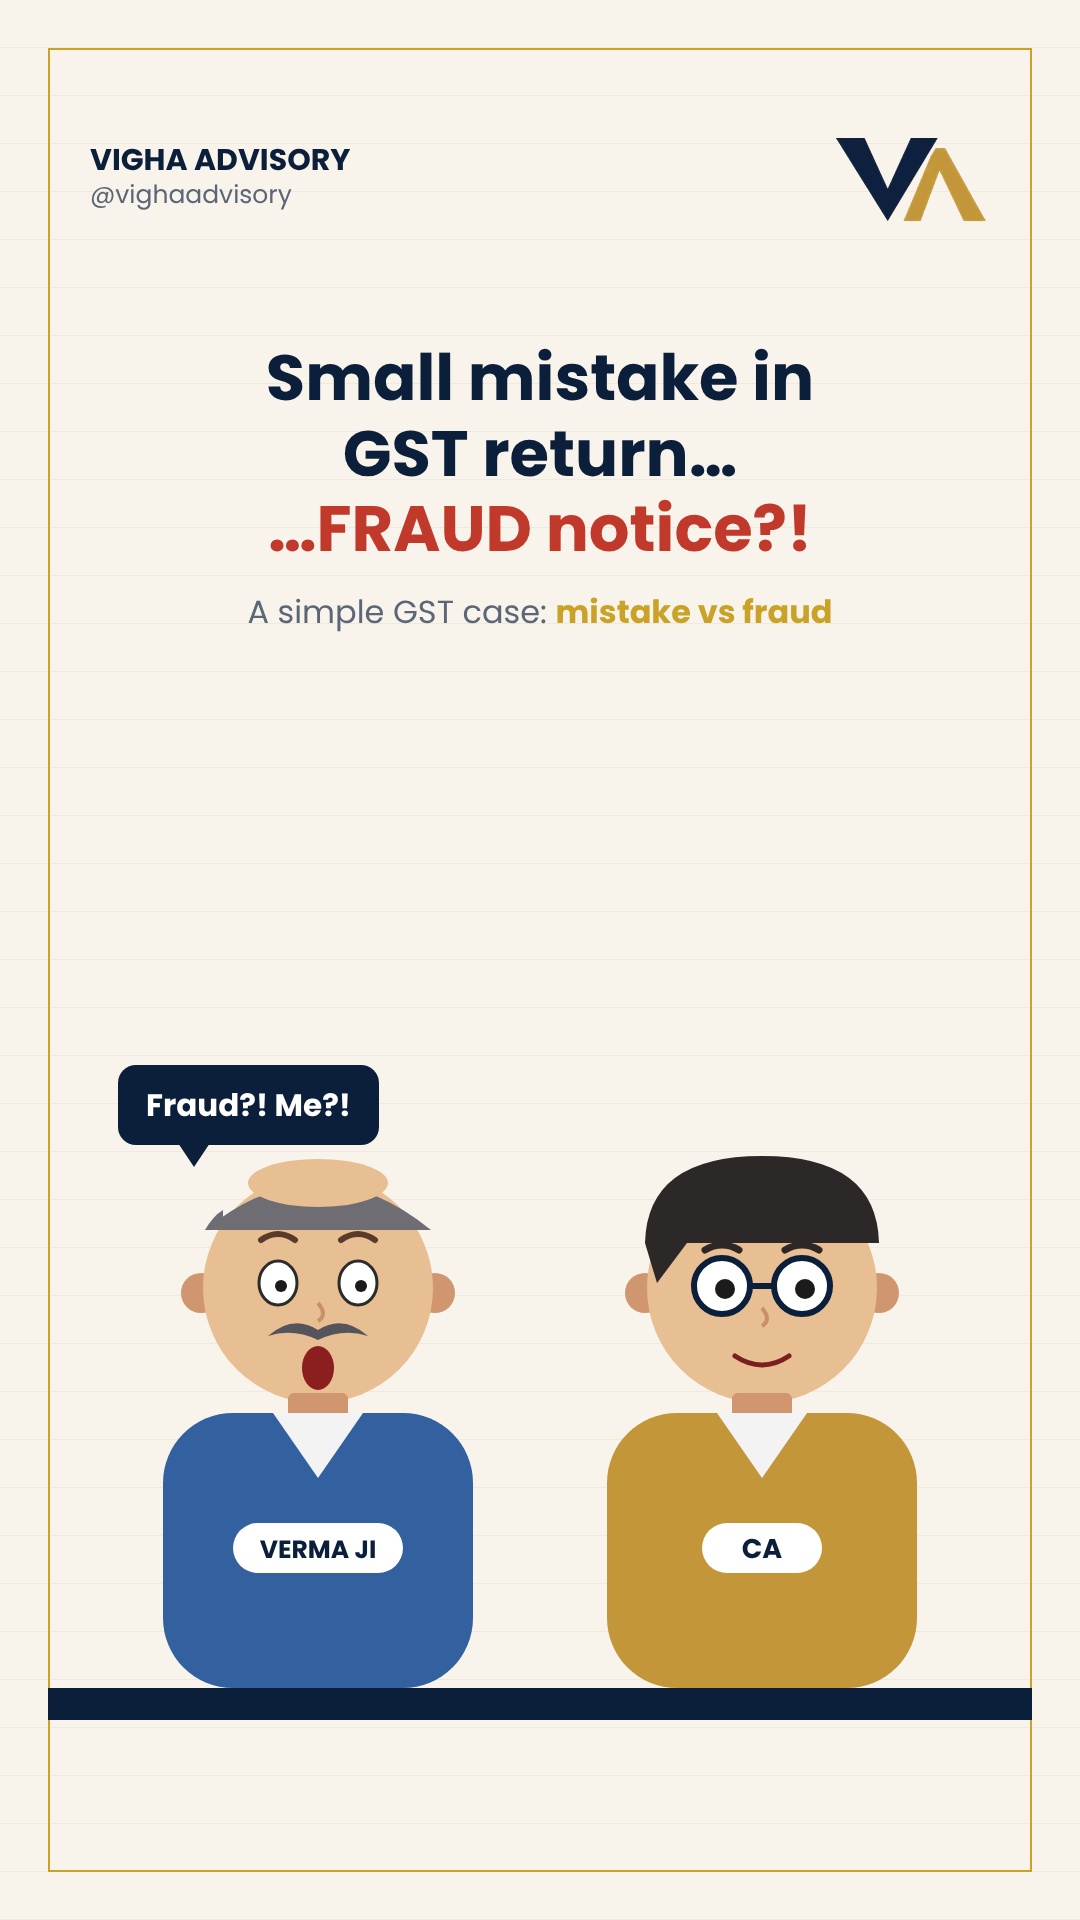 VIGHA ADVISORY
@vighaadvisory
VA
Small mistake in
GST return...
...FRAUD notice?!
A simple GST case: mistake vs fraud
Fraud?! Me?!
VERMA JI
CA